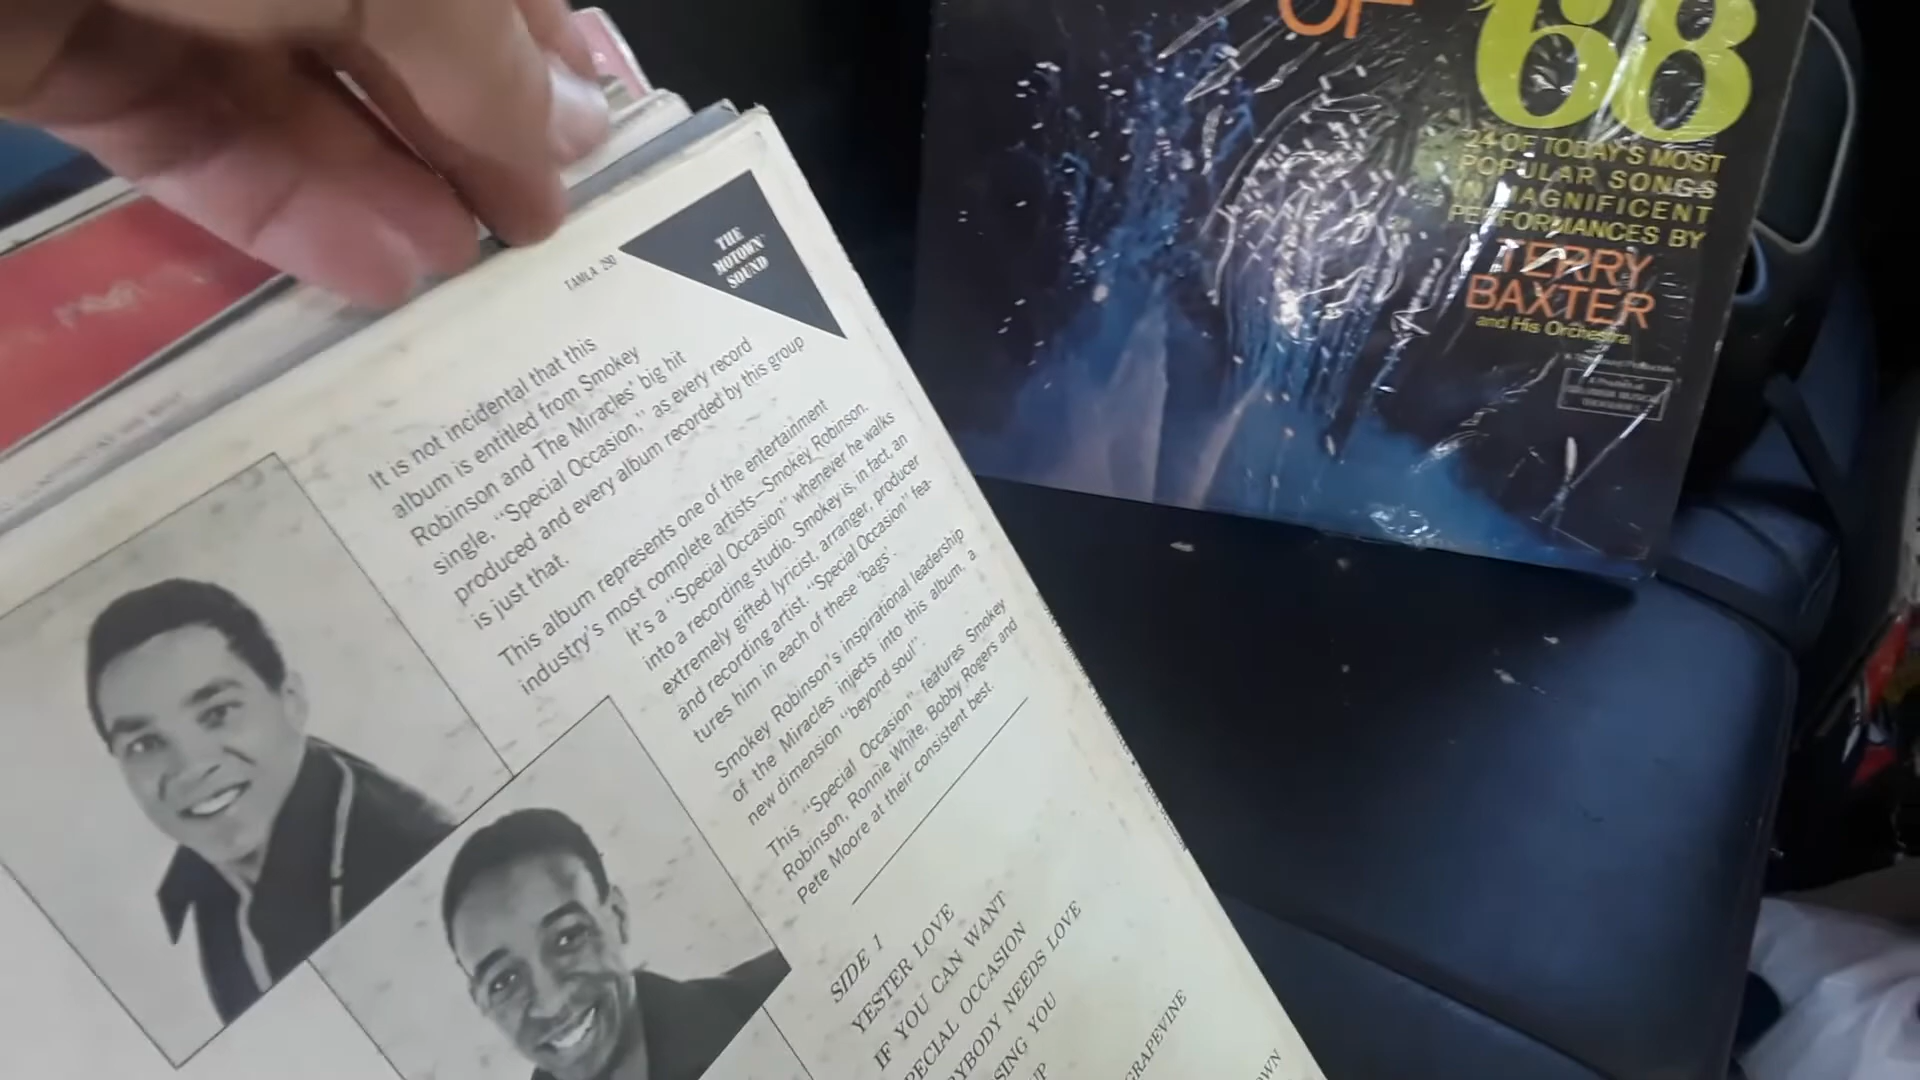 THE
MOTOWN
SOUND
TAMLA 290
It is not incidental that this
album is entitled from Smokey
Robinson and The Miracles' big hit
single, "Special Occasion," as every record
produced and every album recorded by this group
is just that.
This album represents one of the entertainment
industry's most complete artists—Smokey Robinson.
It's a "Special Occasion" whenever he walks
into a recording studio. Smokey is, in fact, an
extremely gifted lyricist, arranger, producer
and recording artist. "Special Occasion" fea-
tures him in each of these 'bags'.
Smokey Robinson's inspirational leadership
of the Miracles injects into this album, a
new dimension "beyond soul".
This "Special Occasion" features Smokey
Robinson, Ronnie White, Bobby Rogers and
Pete Moore at their consistent best.
SIDE 1
YESTER LOVE
IF YOU CAN WANT
PECIAL OCCASION
RYBODY NEEDS LOVE
SING YOU
UP
GRAPEVINE
OWN
OF '68
24 OF TODAY'S MOST
POPULAR SONGS
IN MAGNIFICENT
PERFORMANCES BY
TERRY
BAXTER
and His Orchestra